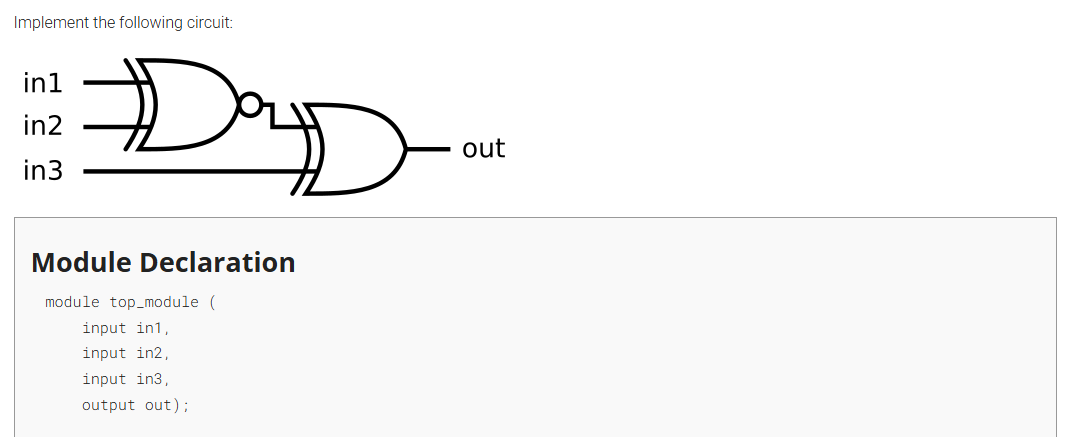 Implement the following circuit:
in1
in2
in3
out
Module Declaration
module top_module (
    input in1,
    input in2,
    input in3,
    output out);